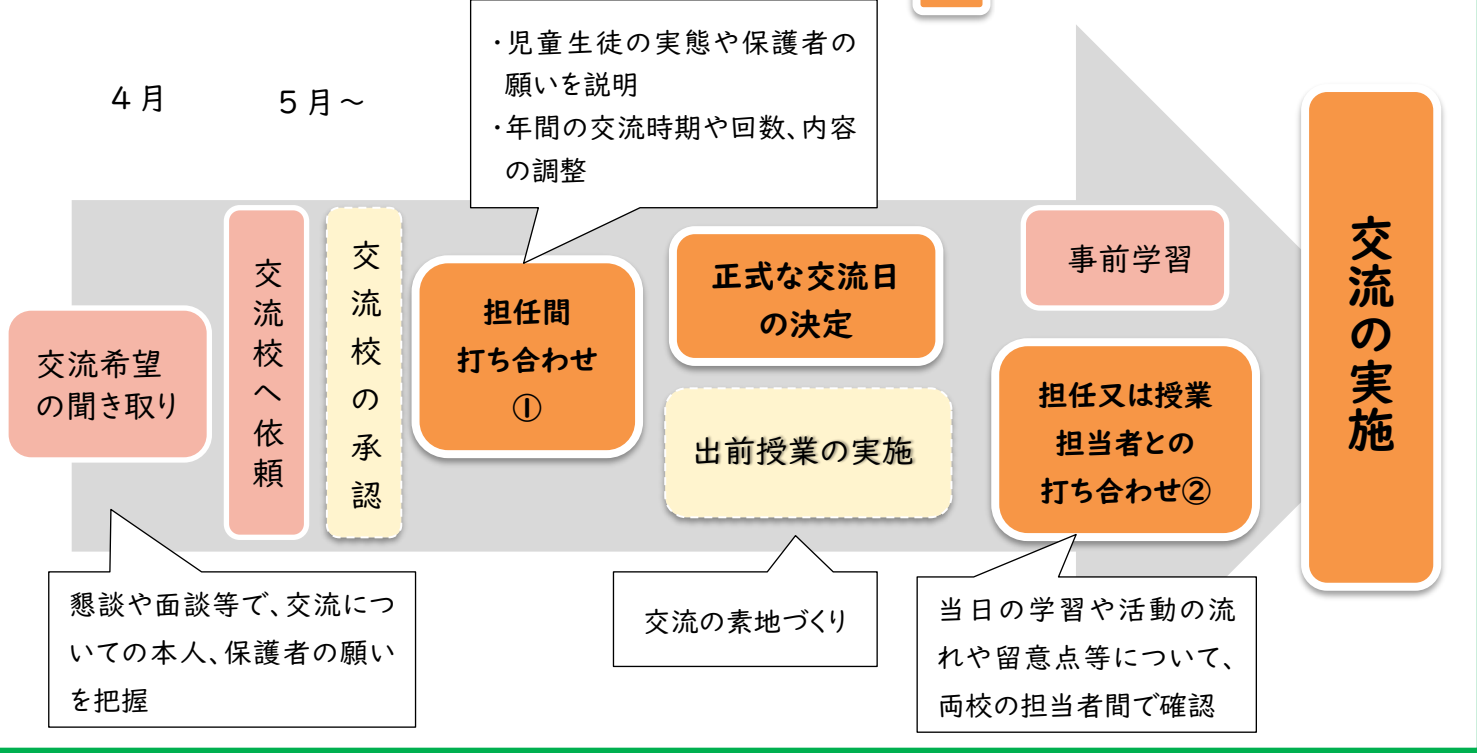 ４月
５月～
・児童生徒の実態や保護者の
願いを説明
・年間の交流時期や回数、内容
の調整
交流希望
の聞き取り
交流校へ依頼
交流校の承認
担任間
打ち合わせ
①
正式な交流日
の決定
出前授業の実施
事前学習
担任又は授業
担当者との
打ち合わせ②
交流の実施
懇談や面談等で、交流につ
いての本人、保護者の願い
を把握
交流の素地づくり
当日の学習や活動の流
れや留意点等について、
両校の担当者間で確認